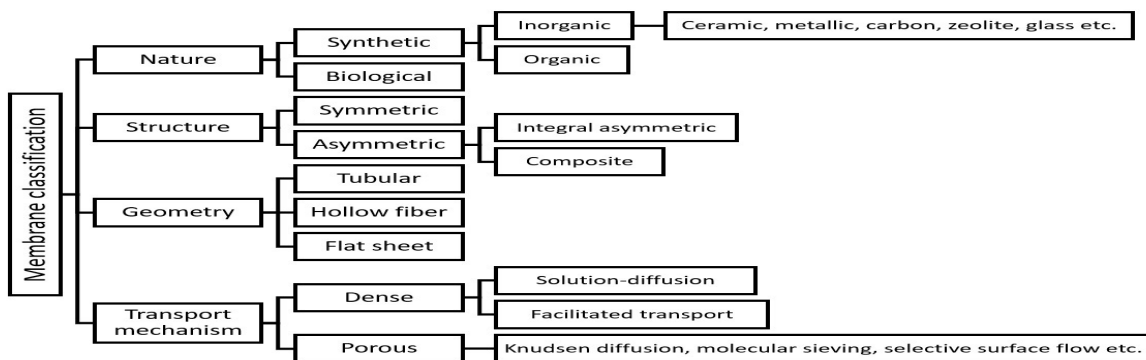 Membrane classification
Nature
Synthetic
Inorganic
Ceramic, metallic, carbon, zeolite, glass etc.
Organic
Biological
Structure
Symmetric
Asymmetric
Integral asymmetric
Composite
Geometry
Tubular
Hollow fiber
Flat sheet
Transport
mechanism
Dense
Solution-diffusion
Facilitated transport
Porous
Knudsen diffusion, molecular sieving, selective surface flow etc.